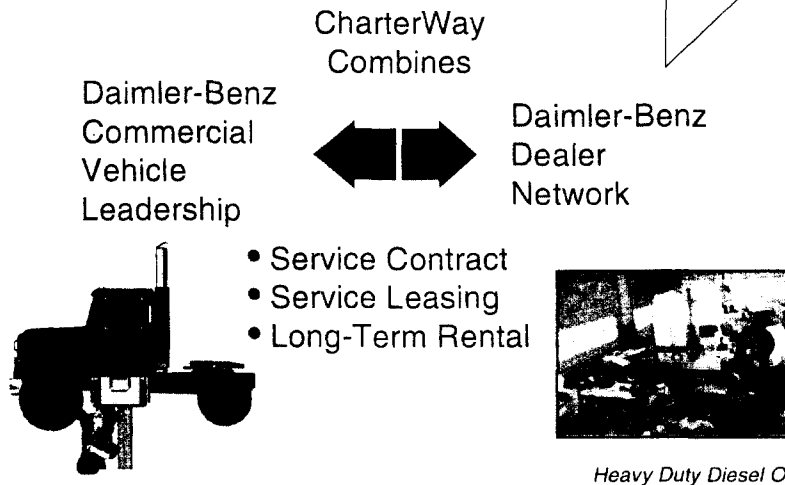 CharterWay
Combines
Daimler-Benz
Commercial
Vehicle
Leadership
Daimler-Benz
Dealer
Network
• Service Contract
• Service Leasing
• Long-Term Rental
Heavy Duty Diesel O